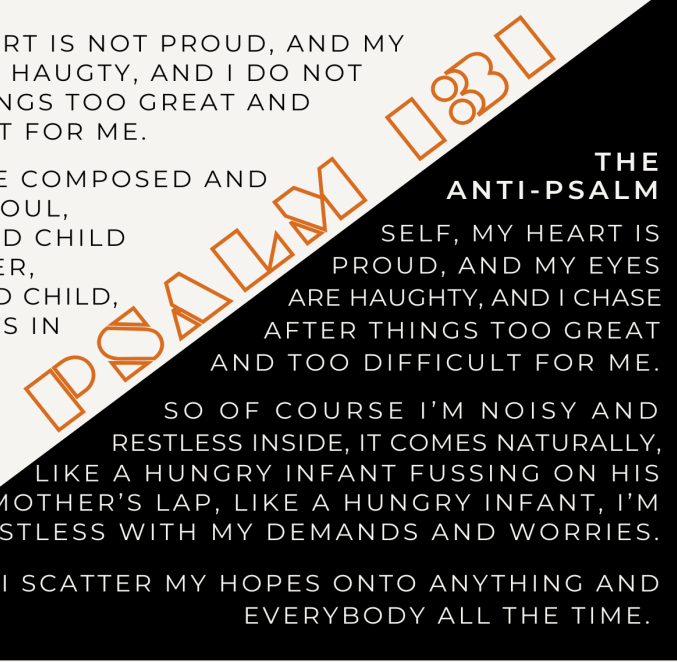 RT IS NOT PROUD, AND MY
HAUGTY, AND I DO NOT
NGS TOO GREAT AND
T FOR ME.
E COMPOSED AND
OUL,
D CHILD
ER,
D CHILD,
S IN
PSALM 131
THE
ANTI-PSALM
SELF, MY HEART IS
PROUD, AND MY EYES
ARE HAUGHTY, AND I CHASE
AFTER THINGS TOO GREAT
AND TOO DIFFICULT FOR ME.
SO OF COURSE I'M NOISY AND
RESTLESS INSIDE, IT COMES NATURALLY,
LIKE A HUNGRY INFANT FUSSING ON HIS
MOTHER'S LAP, LIKE A HUNGRY INFANT, I'M
STLESS WITH MY DEMANDS AND WORRIES.
I SCATTER MY HOPES ONTO ANYTHING AND
EVERYBODY ALL THE TIME.